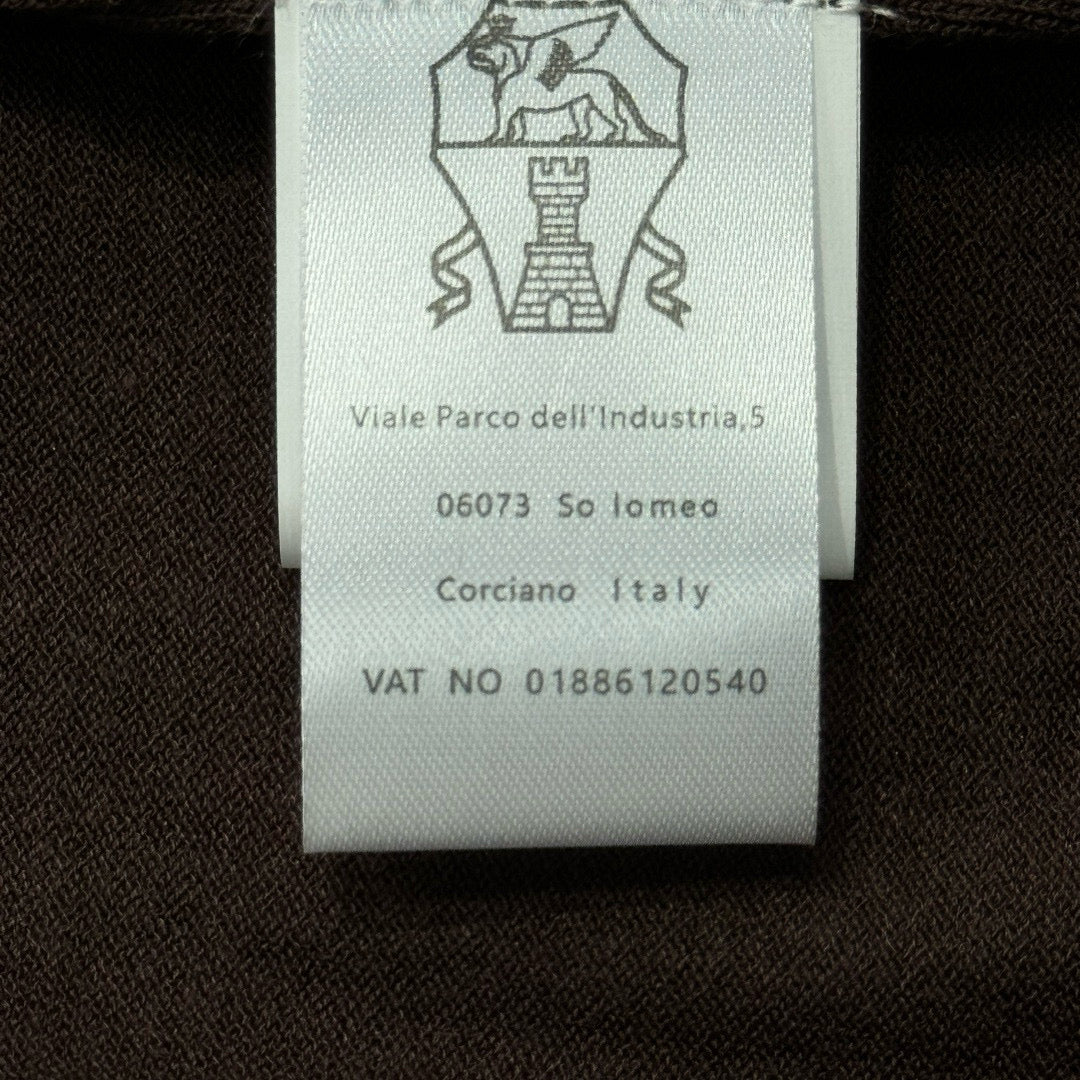 Viale Parco dell'Industria,5
06073 So lomeo
Corciano Italy
VAT NO 01886120540